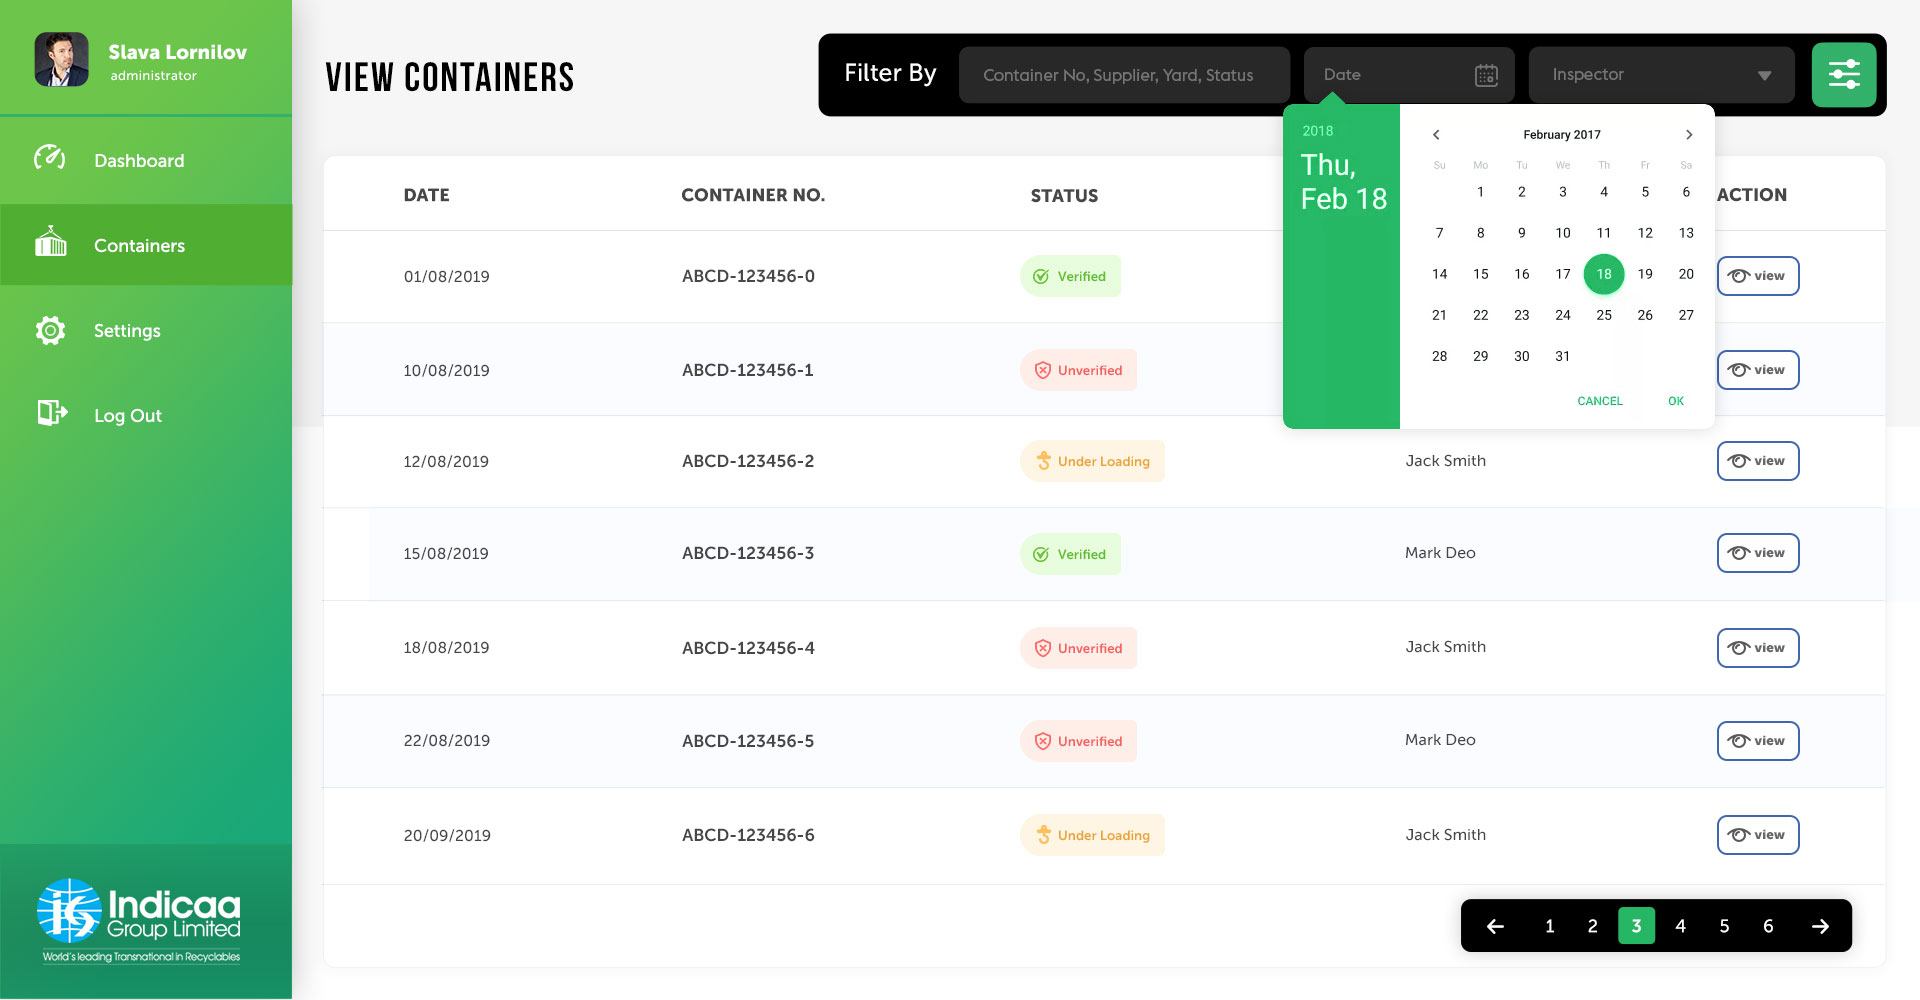 Slava Lornilov
administrator
Dashboard
Containers
Settings
Log Out
iks Indicaa
Group Limited
World's leading Transnational in Recyclables
VIEW CONTAINERS
Filter By
Container No, Supplier, Yard, Status
Date
Inspector
2018
Thu,
Feb 18
February 2017
Su Mo Tu We Th Fr Sa
1 2 3 4 5 6
7 8 9 10 11 12 13
14 15 16 17 18 19 20
21 22 23 24 25 26 27
28 29 30 31
CANCEL OK
DATE CONTAINER NO. STATUS ACTION
01/08/2019 ABCD-123456-0 Verified view
10/08/2019 ABCD-123456-1 Unverified view
12/08/2019 ABCD-123456-2 Under Loading Jack Smith view
15/08/2019 ABCD-123456-3 Verified Mark Deo view
18/08/2019 ABCD-123456-4 Unverified Jack Smith view
22/08/2019 ABCD-123456-5 Unverified Mark Deo view
20/09/2019 ABCD-123456-6 Under Loading Jack Smith view
1 2 3 4 5 6